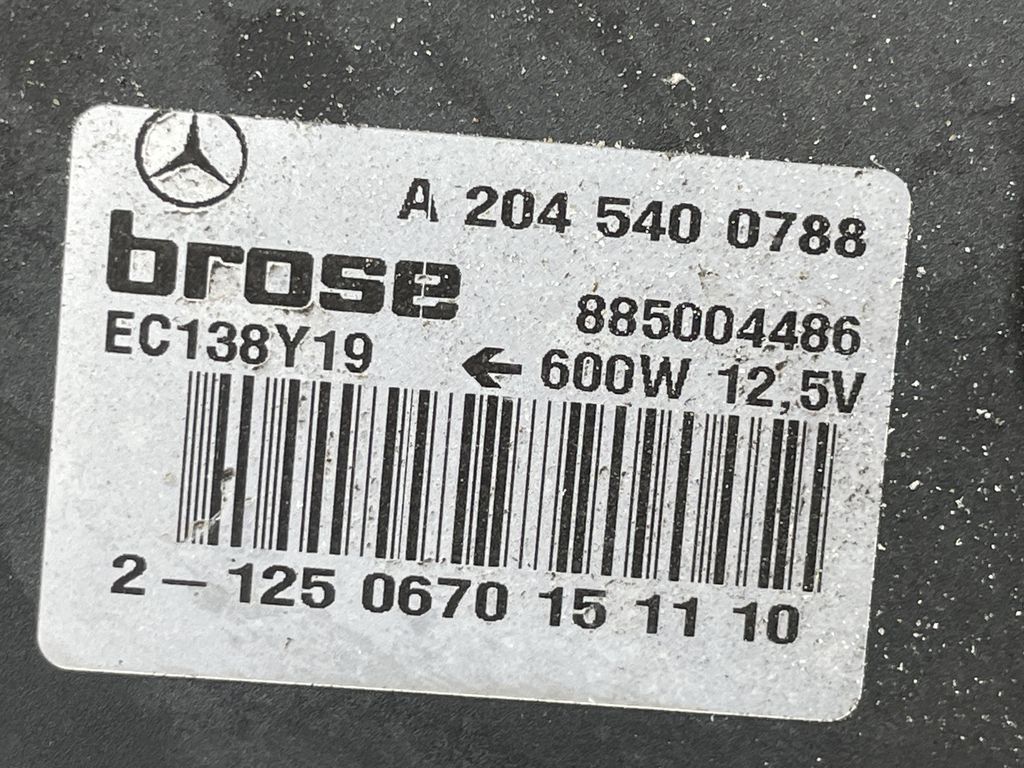 A 204 540 0788
brose
885004486
EC138Y19
← 600W 12,5V
2 – 125 0670 15 11 10